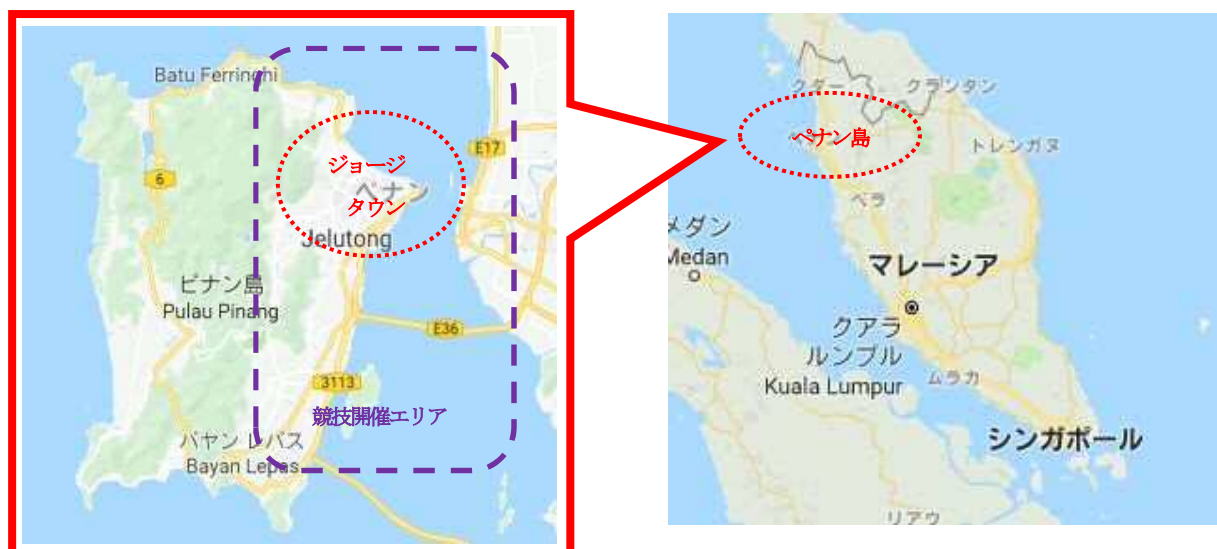 Batu Ferringhi
E17
ジョージ
ペナン
タウン
6
Jelutong
ピナン島
Pulau Pinang
E36
3113
競技開催エリア
バヤン レパス
Bayan Lepas
クダー
クランタン
ペナン島
トレンガヌ
ペラ
メダン
Medan
マレーシア
クアラ
ルンプル
Kuala Lumpur
ムラカ
シンガポール
リアウ